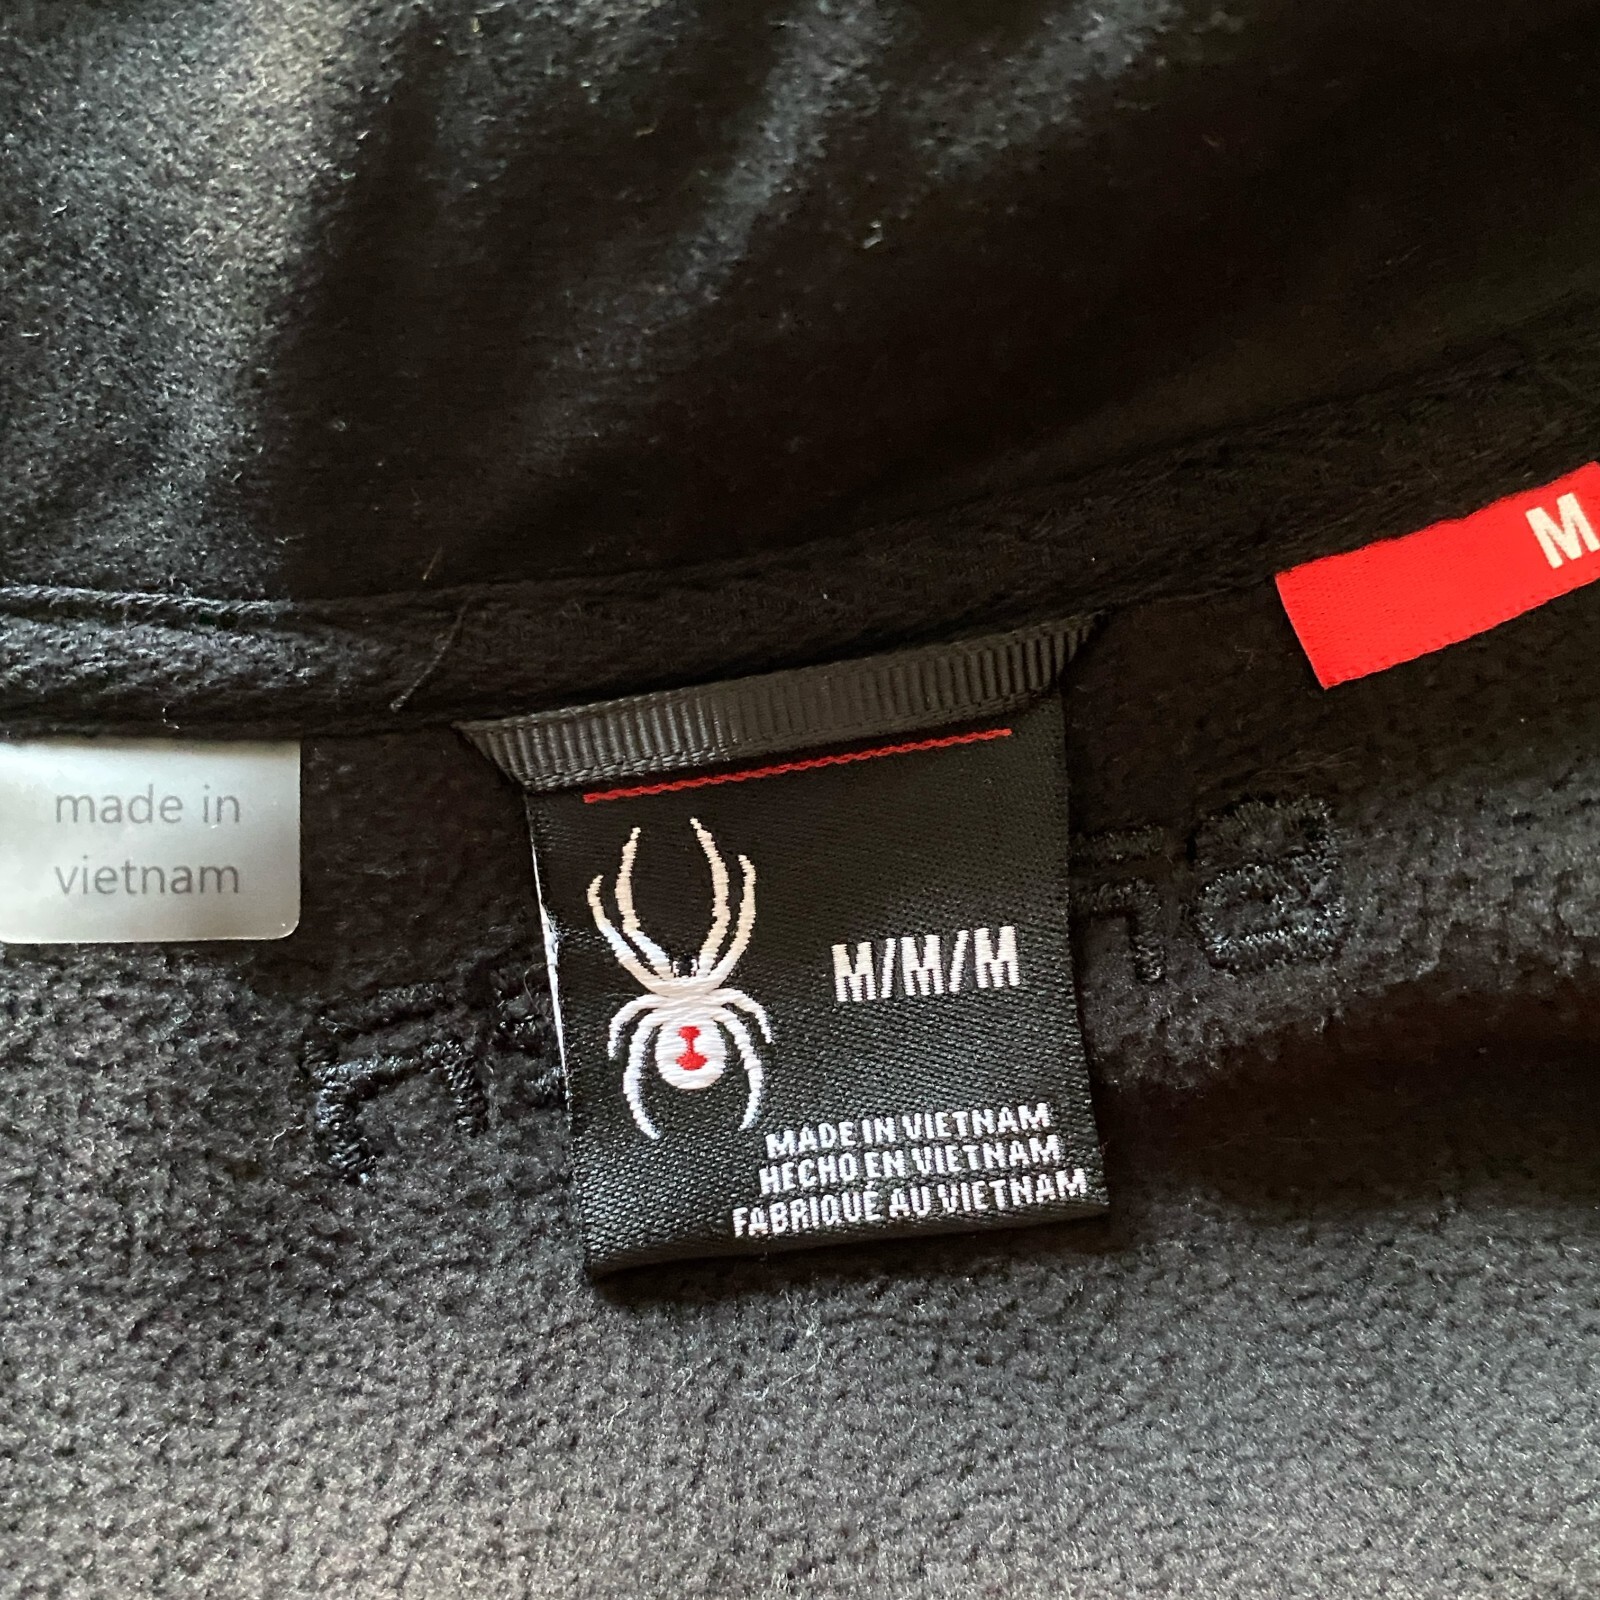 M
made in
vietnam
M/M/M
MADE IN VIETNAM
HECHO EN VIETNAM
FABRIQUÉ AU VIETNAM